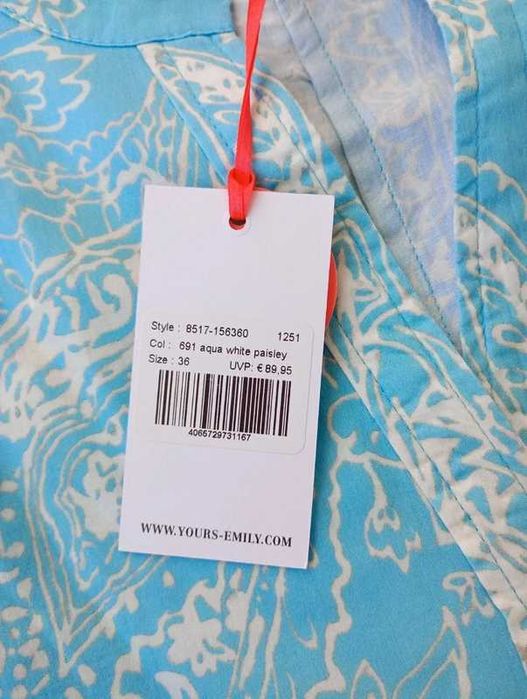 Style : 8517-156360 1251
Col : 691 aqua white paisley
Size : 36 UVP: € 89,95
4065729731167
WWW.YOURS-EMILY.COM